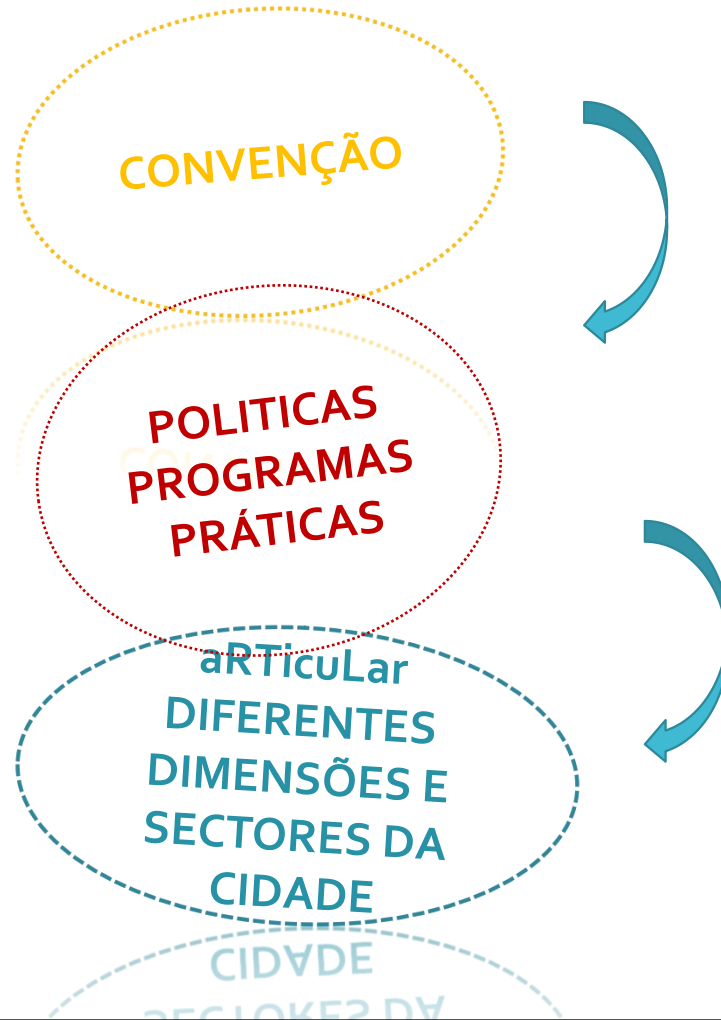 CONVENÇÃO
POLITICAS
PROGRAMAS
PRÁTICAS
aRTicuLar
DIFERENTES
DIMENSÕES E
SECTORES DA
CIDADE